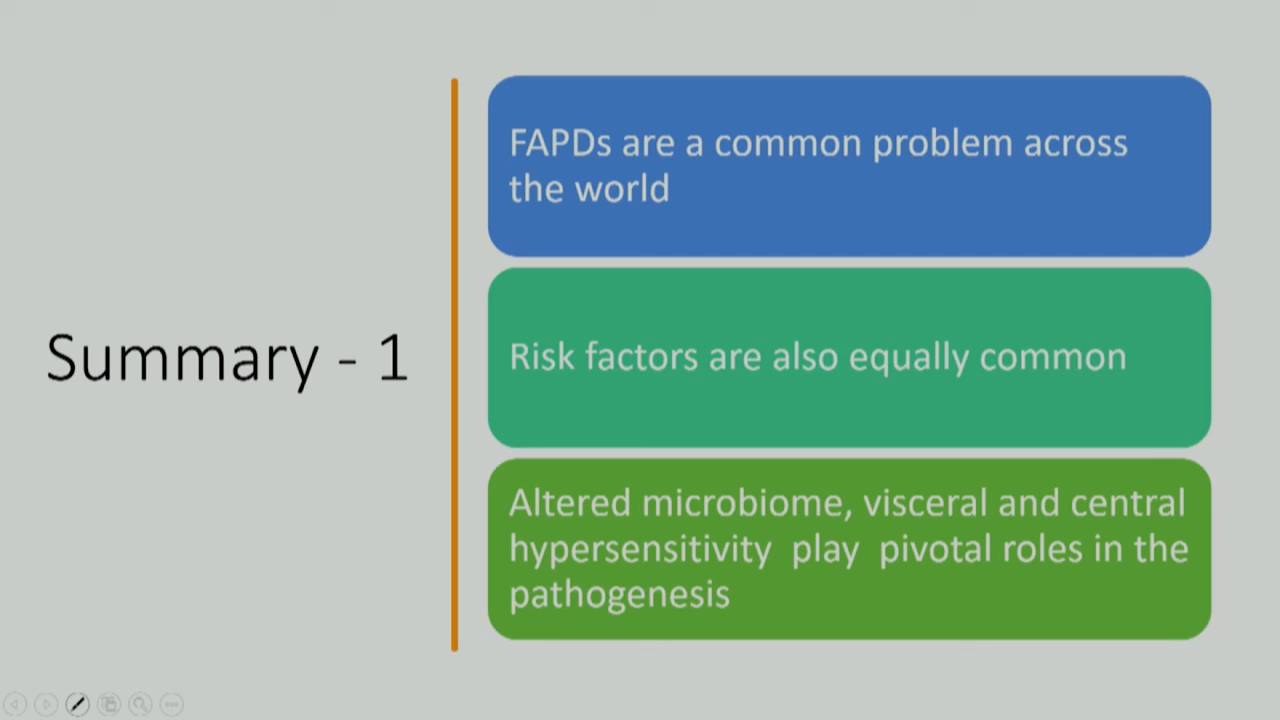 Summary - 1
FAPDs are a common problem across
the world
Risk factors are also equally common
Altered microbiome, visceral and central
hypersensitivity play pivotal roles in the
pathogenesis